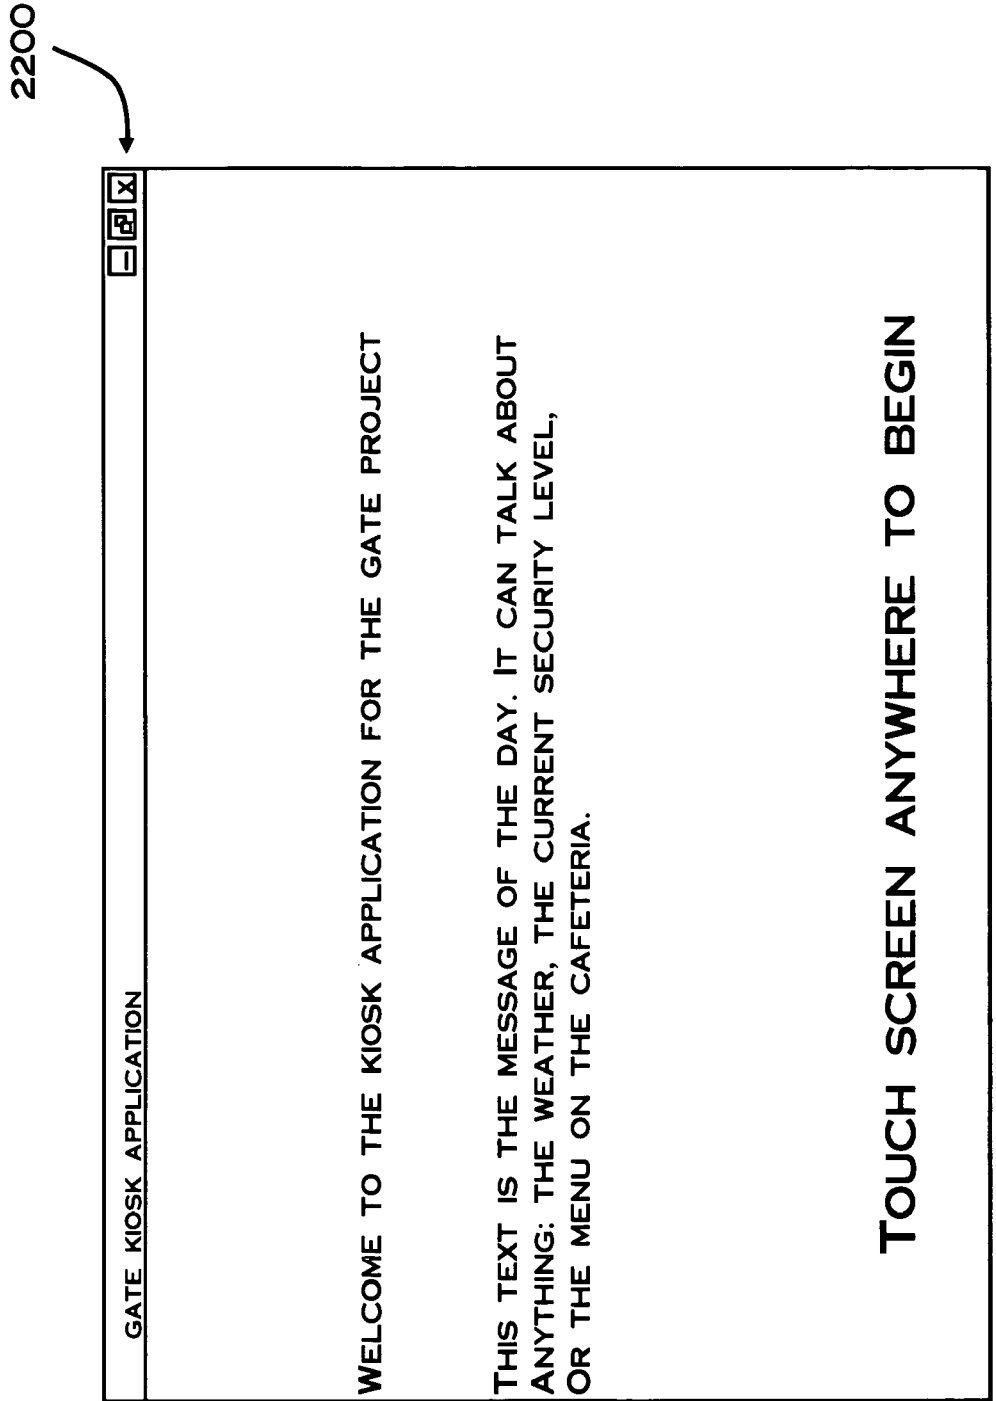 2200
GATE KIOSK APPLICATION
WELCOME TO THE KIOSK APPLICATION FOR THE GATE PROJECT
THIS TEXT IS THE MESSAGE OF THE DAY. IT CAN TALK ABOUT
ANYTHING: THE WEATHER, THE CURRENT SECURITY LEVEL,
OR THE MENU ON THE CAFETERIA.
TOUCH SCREEN ANYWHERE TO BEGIN